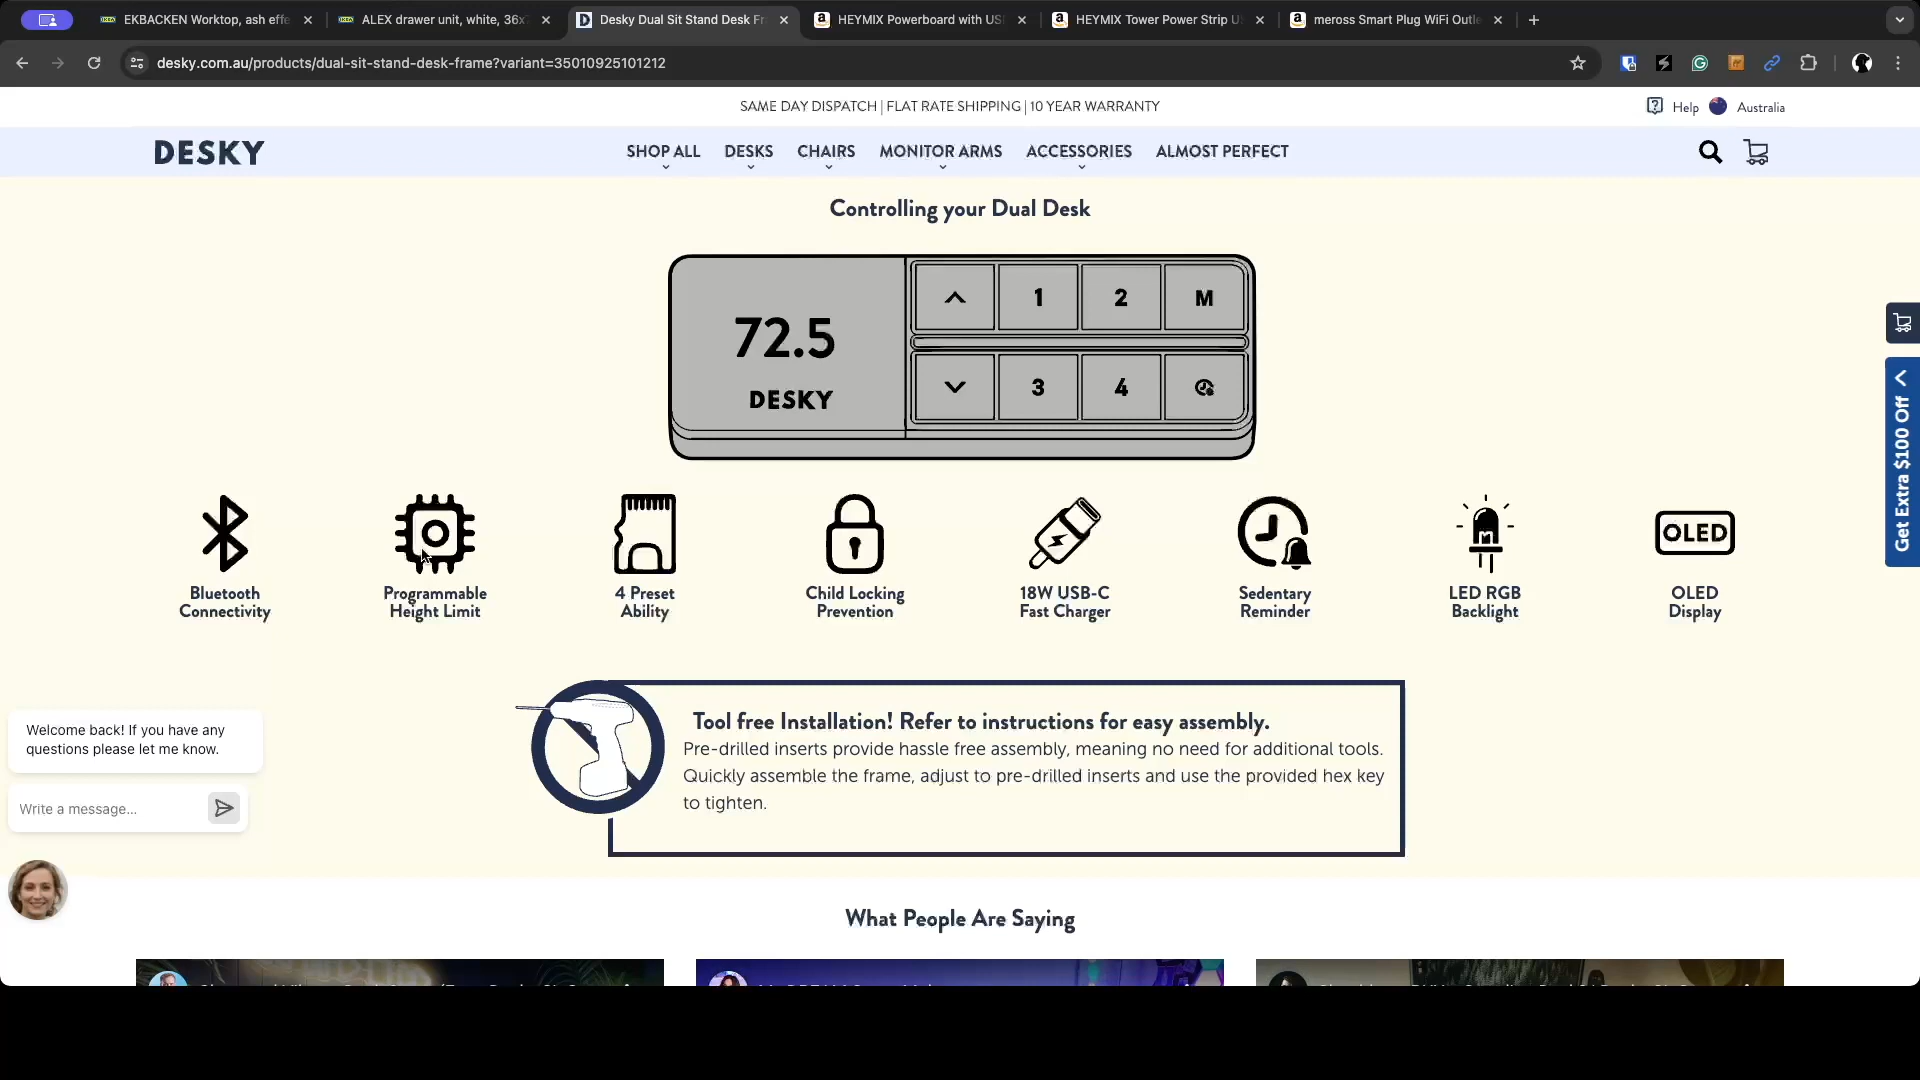 EKBACKEN Worktop, ash effe
ALEX drawer unit, white, 36x
Desky Dual Sit Stand Desk Fr
HEYMIX Powerboard with US
HEYMIX Tower Power Strip U
meross Smart Plug WiFi Outle
desky.com.au/products/dual-sit-stand-desk-frame?variant=35010925101212
SAME DAY DISPATCH | FLAT RATE SHIPPING | 10 YEAR WARRANTY
Help
Australia
DESKY
SHOP ALL
DESKS
CHAIRS
MONITOR ARMS
ACCESSORIES
ALMOST PERFECT
Controlling your Dual Desk
1
2
M
72.5
DESKY
3
4
Get Extra $100 Off
OLED
Bluetooth
Connectivity
Programmable
Height Limit
4 Preset
Ability
Child Locking
Prevention
18W USB-C
Fast Charger
Sedentary
Reminder
LED RGB
Backlight
OLED
Display
Tool free Installation! Refer to instructions for easy assembly.
Pre-drilled inserts provide hassle free assembly, meaning no need for additional tools.
Quickly assemble the frame, adjust to pre-drilled inserts and use the provided hex key
to tighten.
Welcome back! If you have any
questions please let me know.
Write a message...
What People Are Saying